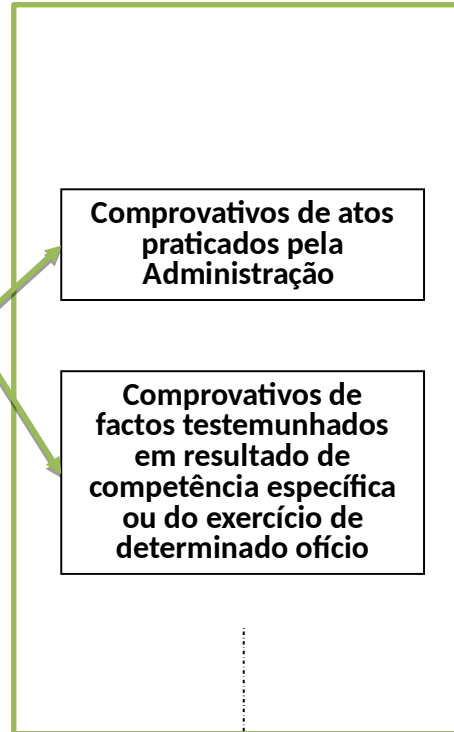 Comprovativos de atos
praticados pela
Administração
Comprovativos de
factos testemunhados
em resultado de
competência específica
ou do exercício de
determinado ofício